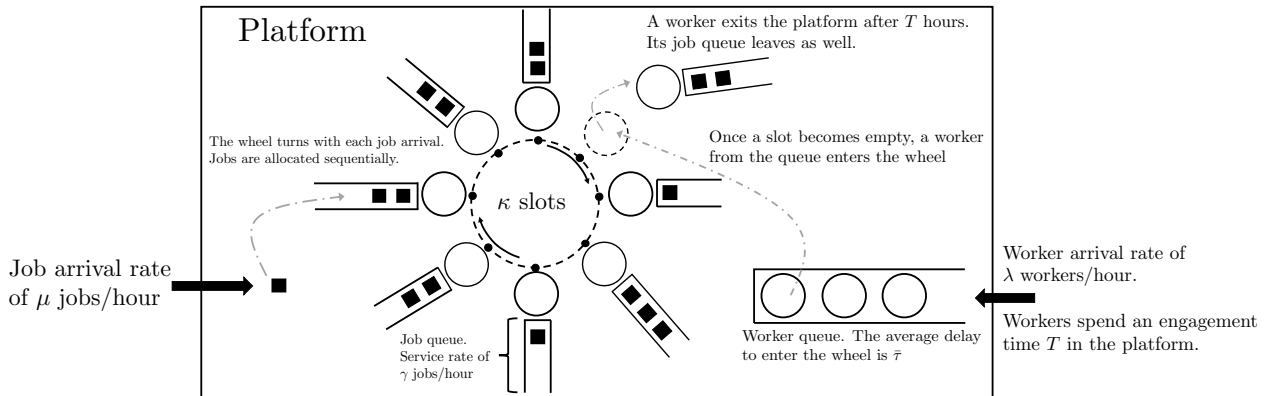 Platform
A worker exits the platform after T hours.
Its job queue leaves as well.
The wheel turns with each job arrival.
Jobs are allocated sequentially.
Once a slot becomes empty, a worker
from the queue enters the wheel
κ slots
Job arrival rate
of μ jobs/hour
Worker arrival rate of
λ workers/hour.
Workers spend an engagement
time T in the platform.
Job queue.
Service rate of
γ jobs/hour
Worker queue. The average delay
to enter the wheel is τ̄